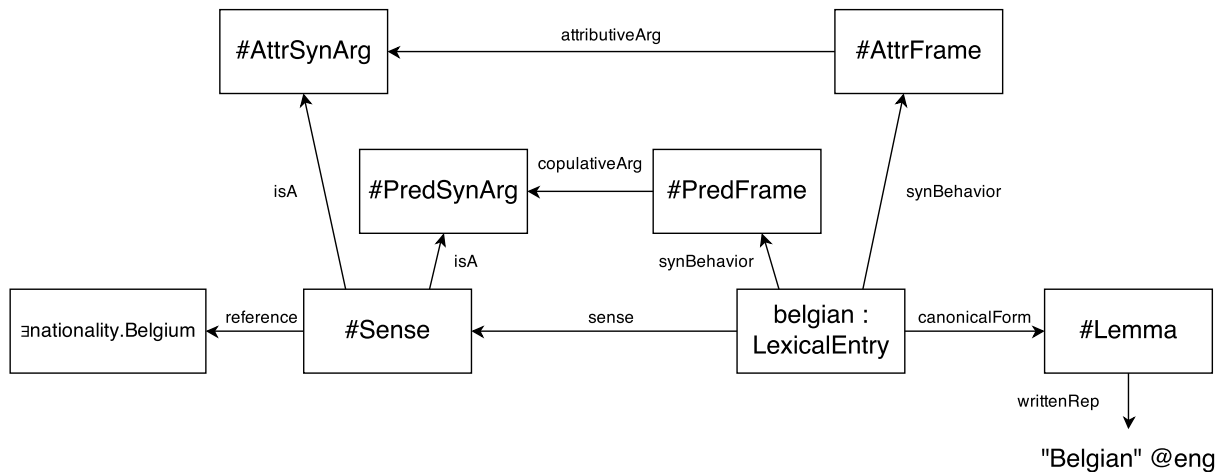 #AttrSynArg
attributiveArg
#AttrFrame
isA
#PredSynArg
copulativeArg
#PredFrame
synBehavior
isA
synBehavior
∃nationality.Belgium
reference
#Sense
sense
belgian :
LexicalEntry
canonicalForm
#Lemma
writtenRep
"Belgian" @eng